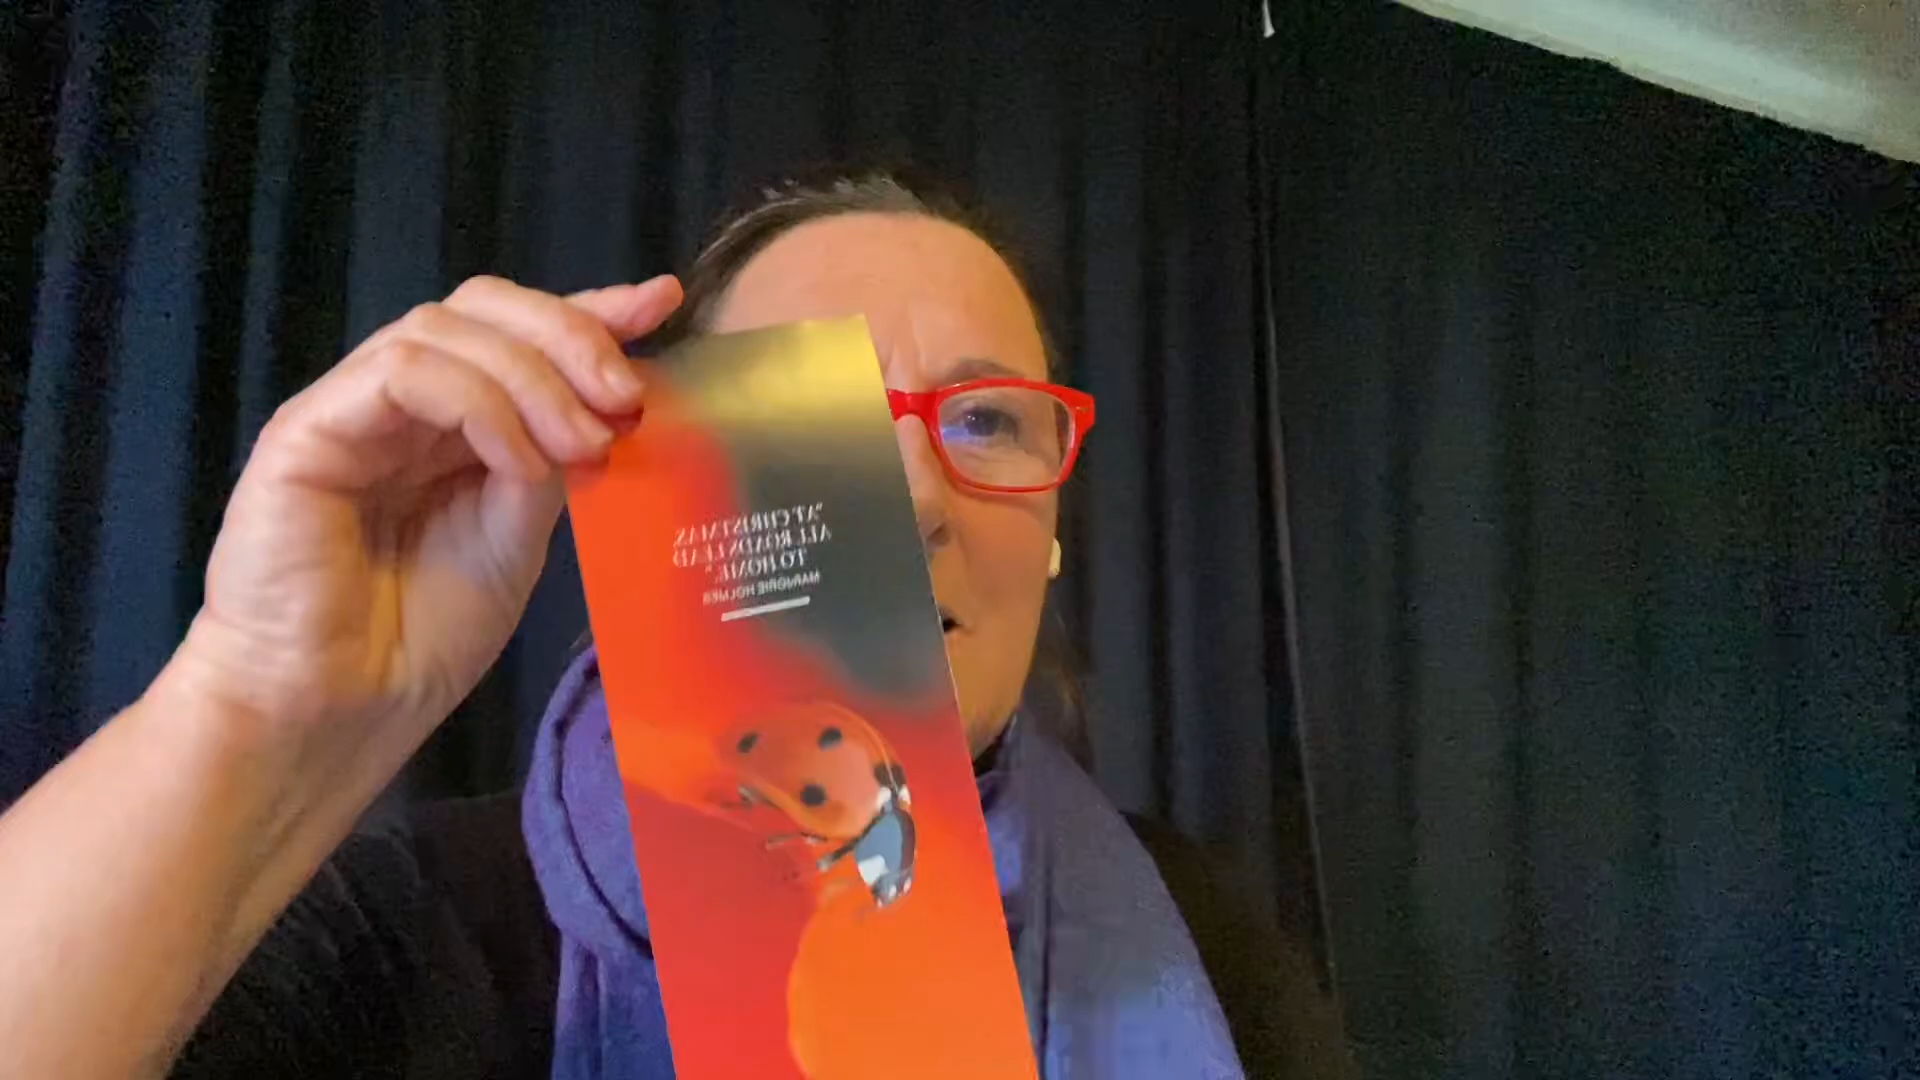 "AT CHRISTMAS,
ALL ROADS LEAD
TO HOME."
MARJORIE HOLMES